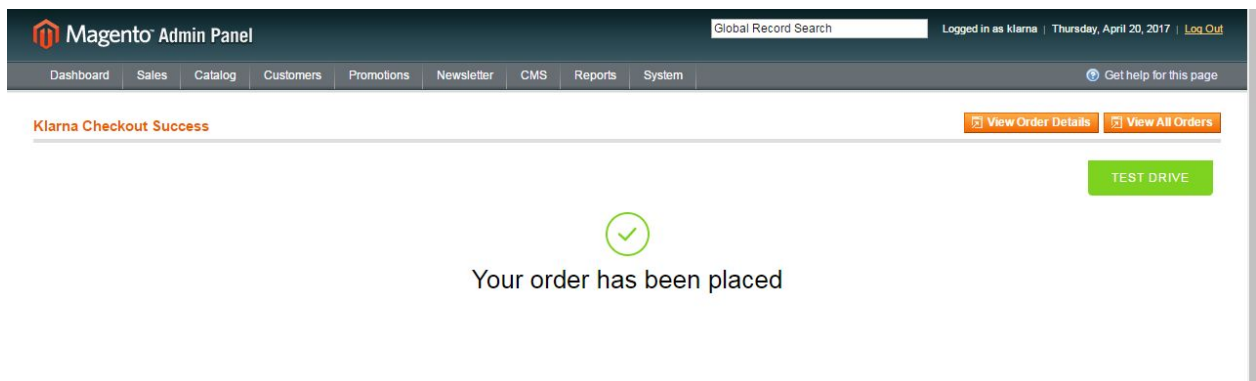 Magento Admin Panel
Global Record Search
Logged in as klarna | Thursday, April 20, 2017 | Log Out
Dashboard Sales Catalog Customers Promotions Newsletter CMS Reports System Get help for this page
Klarna Checkout Success
View Order Details View All Orders
TEST DRIVE
Your order has been placed